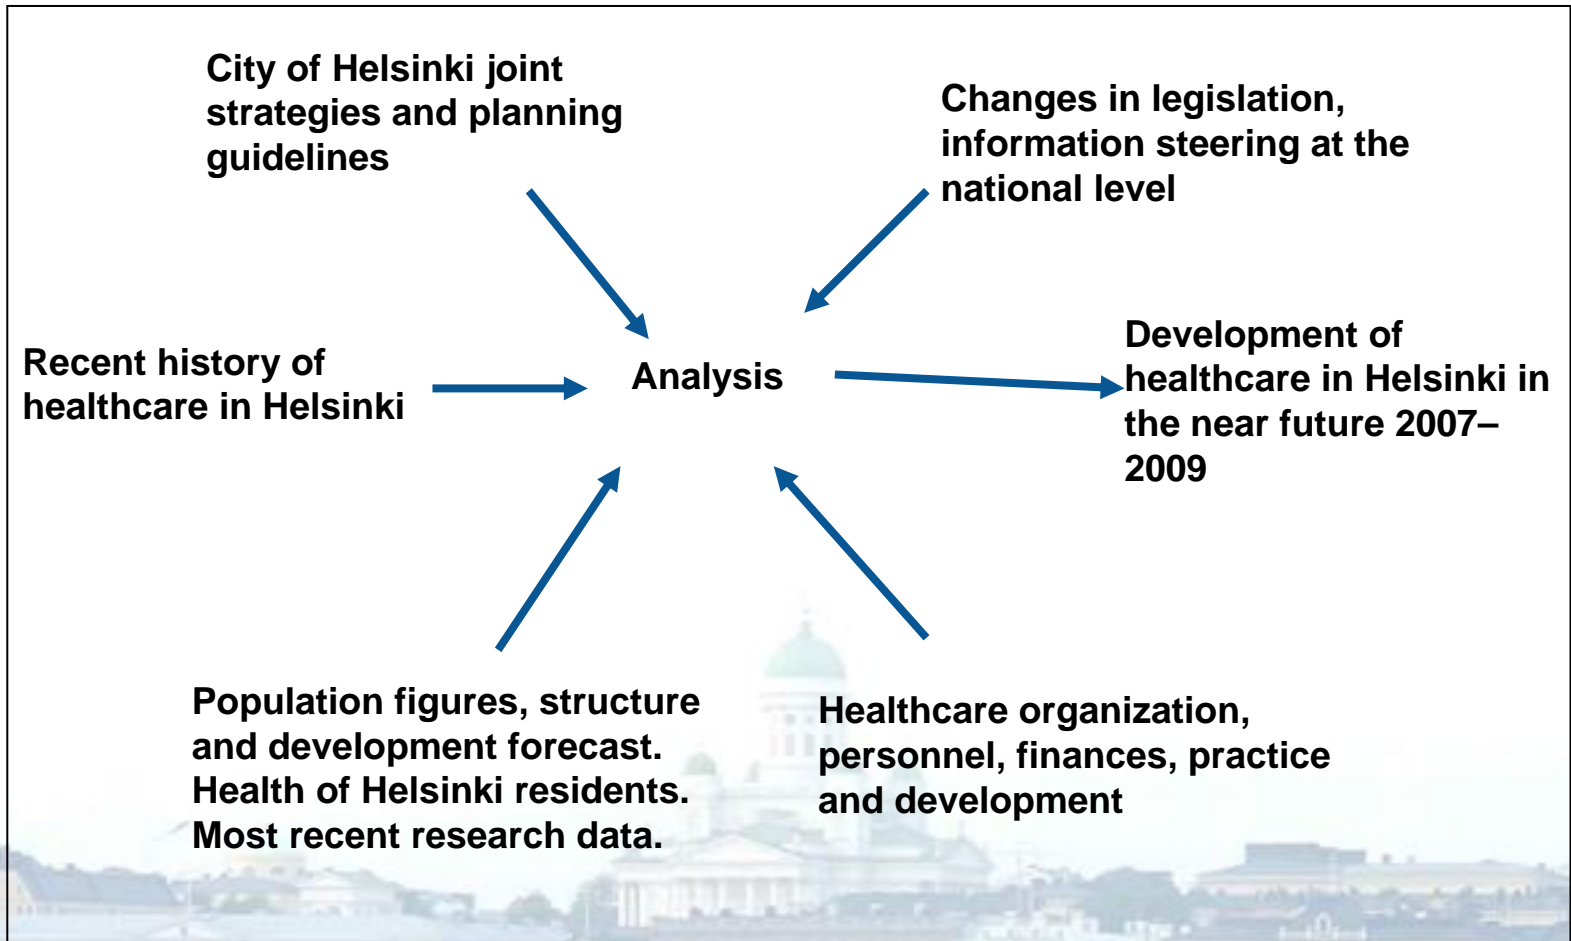 City of Helsinki joint
strategies and planning
guidelines
Changes in legislation,
information steering at the
national level
Recent history of
healthcare in Helsinki
Analysis
Development of
healthcare in Helsinki in
the near future 2007–
2009
Population figures, structure
and development forecast.
Health of Helsinki residents.
Most recent research data.
Healthcare organization,
personnel, finances, practice
and development